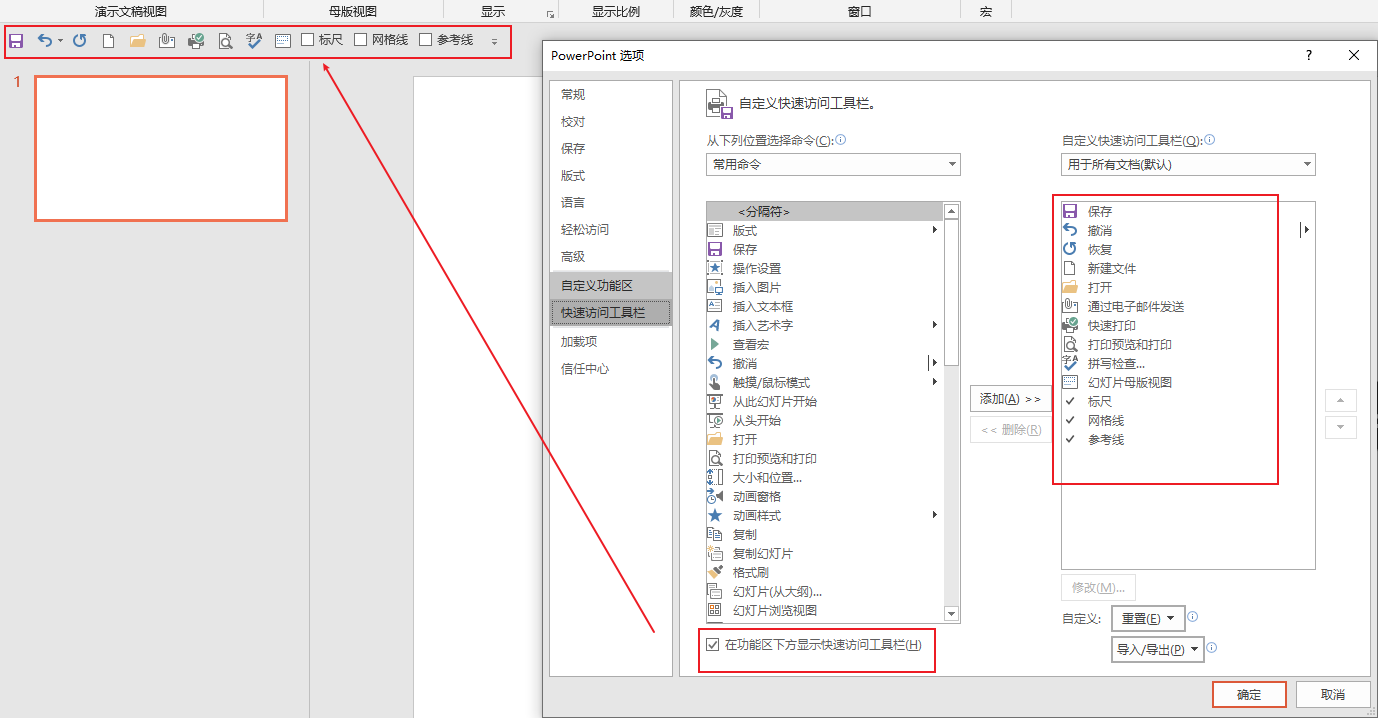 演示文稿视图 母版视图 显示 显示比例 颜色/灰度 窗口 宏
标尺 网格线 参考线
1
PowerPoint 选项 ?
常规
校对
保存
版式
语言
轻松访问
高级
自定义功能区
快速访问工具栏
加载项
信任中心
自定义快速访问工具栏。
从下列位置选择命令(C):
常用命令
<分隔符>
版式
保存
操作设置
插入图片
插入文本框
插入艺术字
查看宏
撤消
触摸/鼠标模式
从此幻灯片开始
从头开始
打开
打印预览和打印
大小和位置...
动画窗格
动画样式
复制
复制幻灯片
格式刷
幻灯片(从大纲)...
幻灯片浏览视图
在功能区下方显示快速访问工具栏(H)
添加(A) >>
<< 删除(R)
自定义快速访问工具栏(Q):
用于所有文档(默认)
保存
撤消
恢复
新建文件
打开
通过电子邮件发送
快速打印
打印预览和打印
拼写检查...
幻灯片母版视图
标尺
网格线
参考线
修改(M)...
自定义: 重置(E)
导入/导出(P)
确定 取消